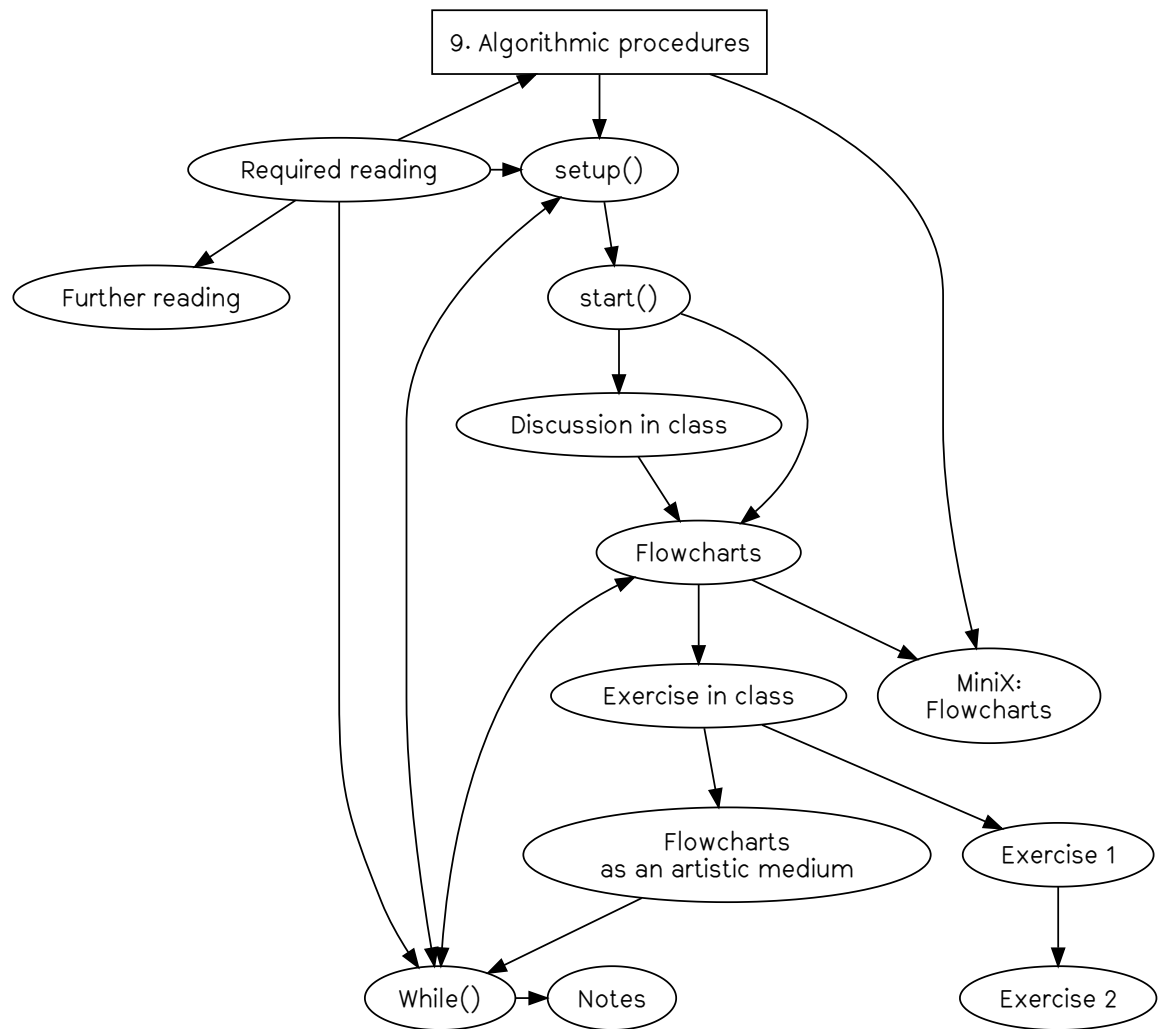 9. Algorithmic procedures
Required reading
setup()
Further reading
start()
Discussion in class
Flowcharts
Exercise in class
MiniX:
Flowcharts
Flowcharts
as an artistic medium
Exercise 1
While()
Notes
Exercise 2